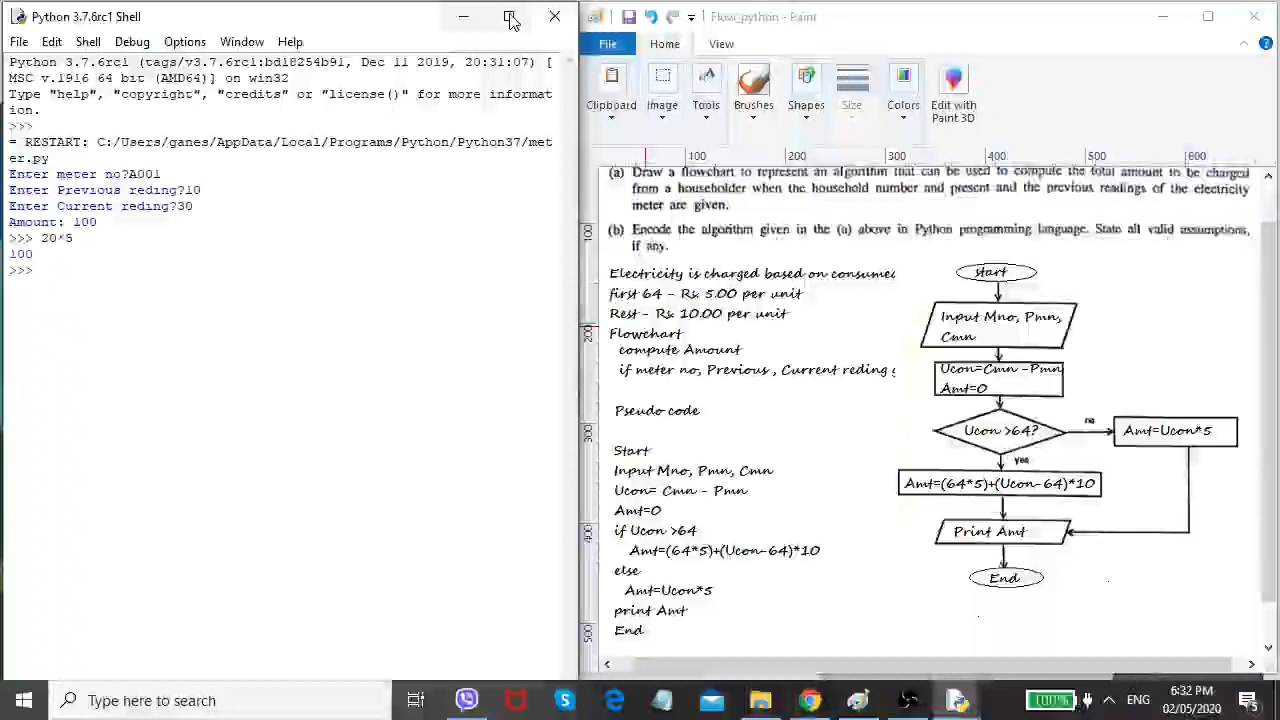 Python 3.7.6rc1 Shell
File Edit Shell Debug Options Window Help
Python 3.7.6rc1 (tags/v3.7.6rc1:bd18254b91, Dec 11 2019, 20:31:07) [
MSC v.1916 64 bit (AMD64)] on win32
Type "help", "copyright", "credits" or "license()" for more informat
ion.
>>>
= RESTART: C:/Users/ganes/AppData/Local/Programs/Python/Python37/met
er.py
Enter meter no?A001
Enter Previous reding?10
Enter Current reding?30
Amount: 100
>>> 20*5
100
>>>
Flow_python - Paint
File Home View
Clipboard Image Tools Brushes Shapes Size Colors Edit with
Paint 3D
100 200 300 400 500 600
100
200
300
400
500
(a) Draw a flowchart to represent an algorithm that can be used to compute the total amount to be charged
from a householder when the household number and present and the previous readings of the electricity
meter are given.
(b) Encode the algorithm given in the (a) above in Python programming language. State all valid assumptions,
if any.
Electricity is charged based on consumed
first 64 - Rs. 5.00 per unit
Rest - Rs 10.00 per unit
Flowchart
compute Amount
if meter no, Previous , Current reding
Pseudo code
Start
Input Mno, Pmn, Cmn
Ucon= Cmn - Pmn
Amt=0
if Ucon >64
Amt=(64*5)+(Ucon-64)*10
else
Amt=Ucon*5
print Amt
End
start
Input Mno, Pmn,
Cmn
Ucon=Cmn -Pmn
Amt=0
Ucon >64?
no
Amt=Ucon*5
yes
Amt=(64*5)+(Ucon-64)*10
Print Amt
End
Type here to search
100%
ENG
6:32 PM
02/05/2020
5